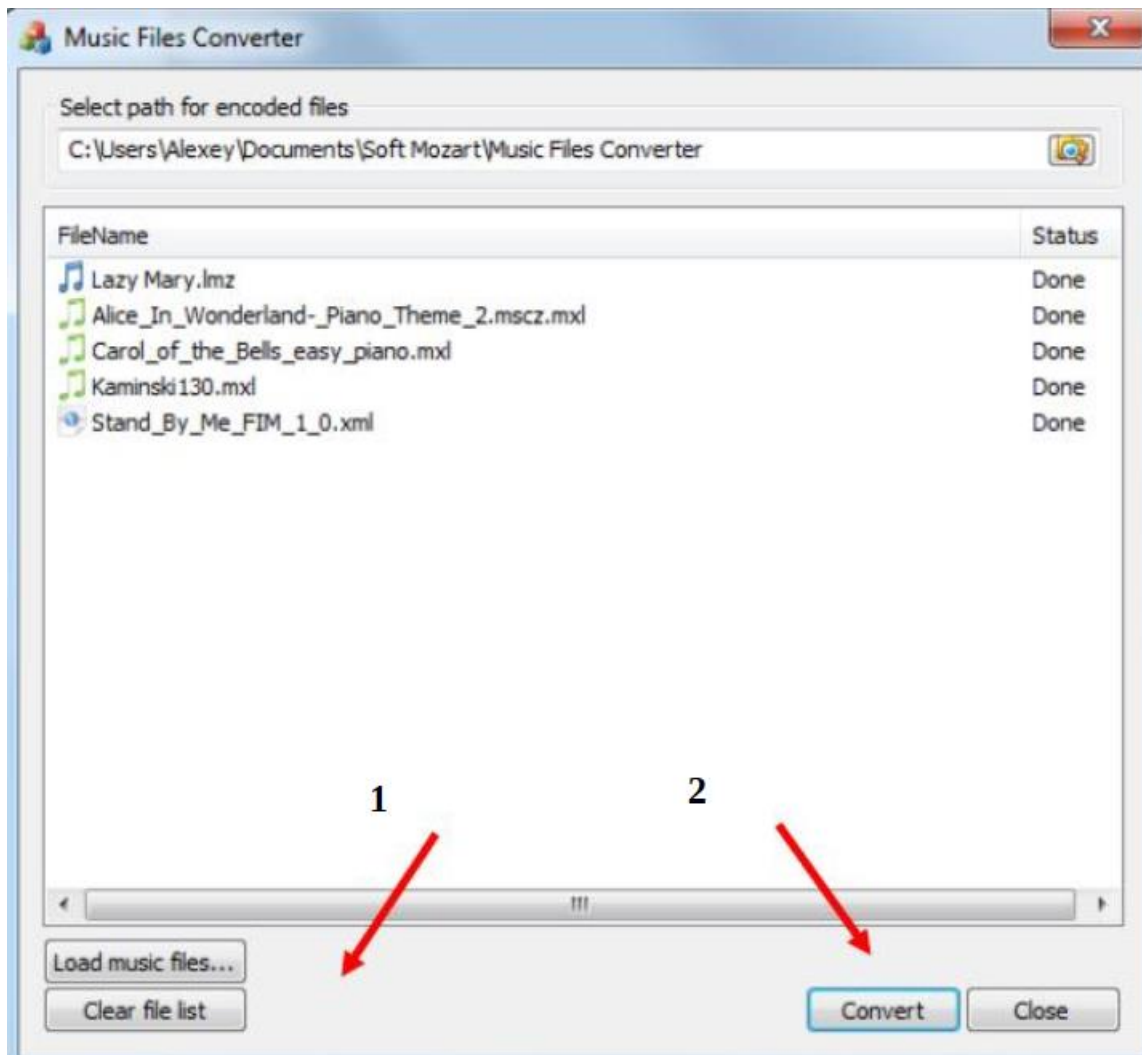 Music Files Converter
Select path for encoded files
C:\Users\Alexey\Documents\Soft Mozart\Music Files Converter
FileName Status
Lazy Mary.lmz Done
Alice_In_Wonderland-_Piano_Theme_2.mscz.mxl Done
Carol_of_the_Bells_easy_piano.mxl Done
Kaminski130.mxl Done
Stand_By_Me_FIM_1_0.xml Done
1 2
Load music files...
Clear file list Convert Close